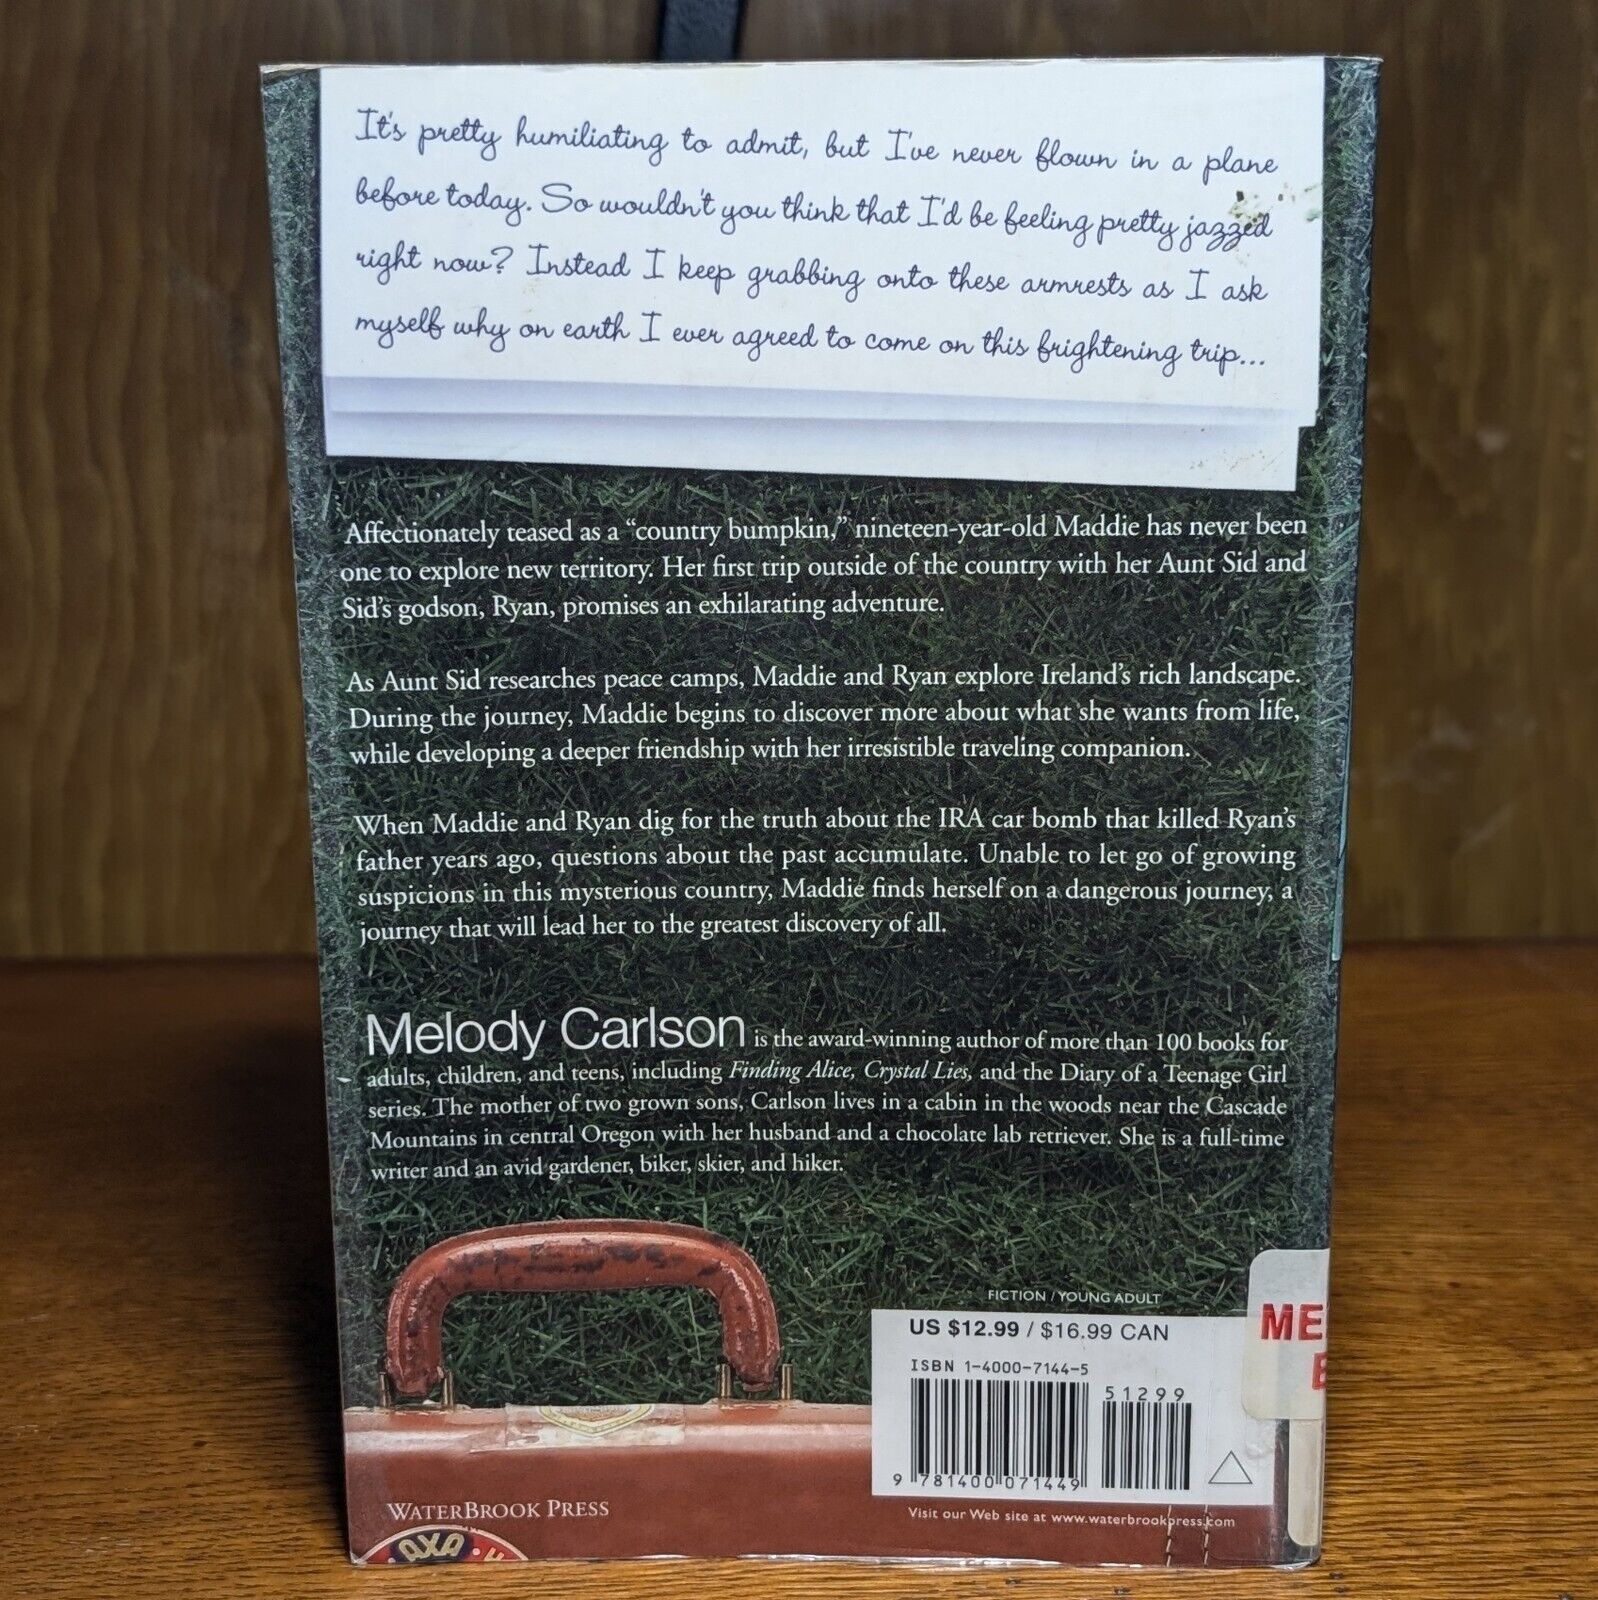 It's pretty humiliating to admit, but I've never flown in a plane
before today. So wouldn't you think that I'd be feeling pretty jazzed
right now? Instead I keep grabbing onto these armrests as I ask
myself why on earth I ever agreed to come on this frightening trip...
Affectionately teased as a “country bumpkin,” nineteen-year-old Maddie has never been
one to explore new territory. Her first trip outside of the country with her Aunt Sid and
Sid's godson, Ryan, promises an exhilarating adventure.
As Aunt Sid researches peace camps, Maddie and Ryan explore Ireland's rich landscape.
During the journey, Maddie begins to discover more about what she wants from life,
while developing a deeper friendship with her irresistible traveling companion.
When Maddie and Ryan dig for the truth about the IRA car bomb that killed Ryan's
father years ago, questions about the past accumulate. Unable to let go of growing
suspicions in this mysterious country, Maddie finds herself on a dangerous journey, a
journey that will lead her to the greatest discovery of all.
Melody Carlson is the award-winning author of more than 100 books for
adults, children, and teens, including Finding Alice, Crystal Lies, and the Diary of a Teenage Girl
series. The mother of two grown sons, Carlson lives in a cabin in the woods near the Cascade
Mountains in central Oregon with her husband and a chocolate lab retriever. She is a full-time
writer and an avid gardener, biker, skier, and hiker.
FICTION / YOUNG ADULT
US $12.99 / $16.99 CAN
ISBN 1-4000-7144-5
51299
9 781400 071449
ME
WATERBROOK PRESS
Visit our Web site at www.waterbrookpress.com
AXA